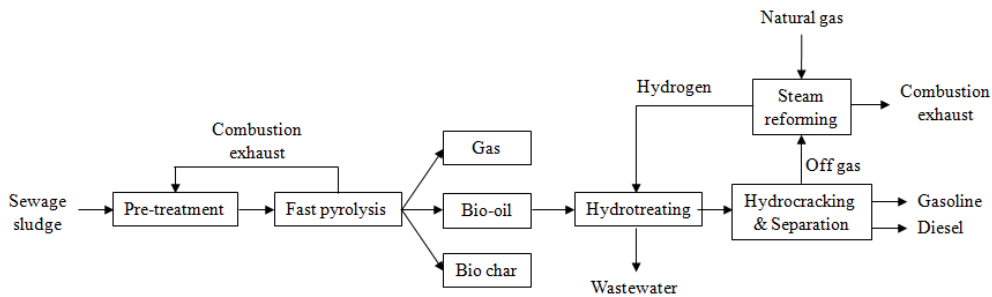 Natural gas
Hydrogen
Steam
reforming
Combustion
exhaust
Combustion
exhaust
Gas
Off gas
Sewage
sludge
Pre-treatment
Fast pyrolysis
Bio-oil
Hydrotreating
Hydrocracking
& Separation
Gasoline
Diesel
Bio char
Wastewater